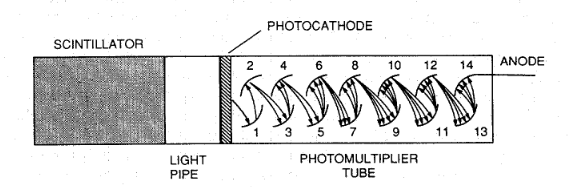 PHOTOCATHODE
SCINTILLATOR
2 4 6 8 10 12 14
ANODE
1 3 5 7 9 11 13
LIGHT
PIPE
PHOTOMULTIPLIER
TUBE